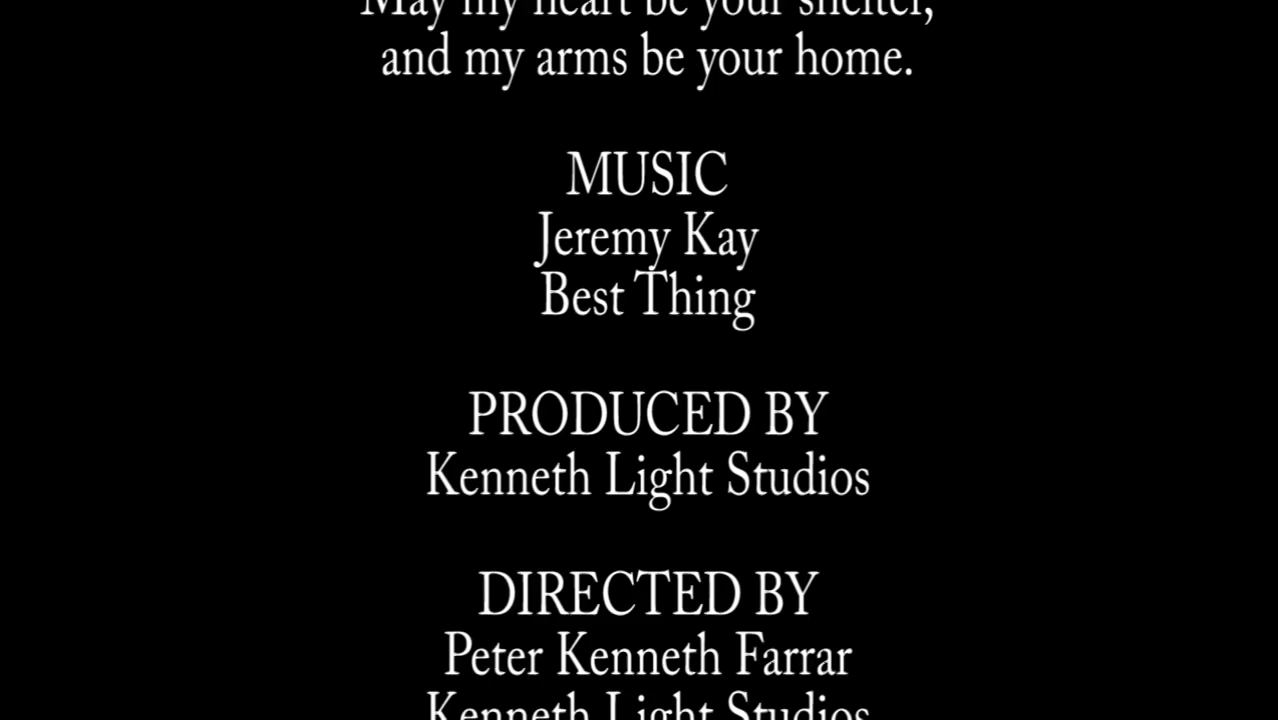 May my heart be your shelter,
and my arms be your home.
MUSIC
Jeremy Kay
Best Thing
PRODUCED BY
Kenneth Light Studios
DIRECTED BY
Peter Kenneth Farrar
Kenneth Light Studios